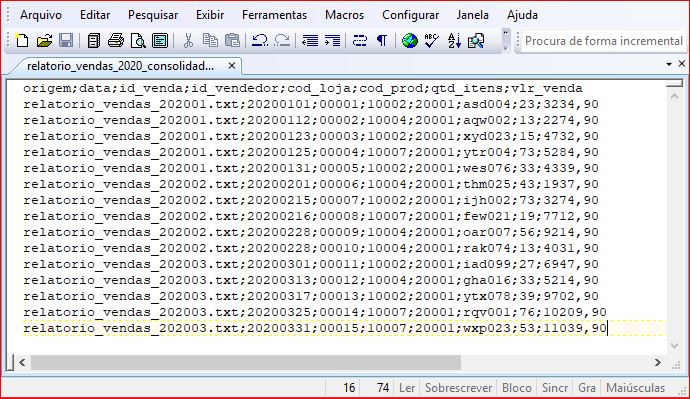 Arquivo Editar Pesquisar Exibir Ferramentas Macros Configurar Janela Ajuda
Procura de forma incremental
relatorio_vendas_2020_consolidad...
origem;data;id_venda;id_vendedor;cod_loja;cod_prod;qtd_itens;vlr_venda
relatorio_vendas_202001.txt;20200101;00001;10002;20001;asd004;23;3234,90
relatorio_vendas_202001.txt;20200112;00002;10004;20001;aqw002;13;2274,90
relatorio_vendas_202001.txt;20200123;00003;10002;20001;xyd023;15;4732,90
relatorio_vendas_202001.txt;20200125;00004;10007;20001;ytr004;73;5284,90
relatorio_vendas_202001.txt;20200131;00005;10002;20001;wes076;33;4339,90
relatorio_vendas_202002.txt;20200201;00006;10004;20001;thm025;43;1937,90
relatorio_vendas_202002.txt;20200215;00007;10002;20001;ijh002;73;3274,90
relatorio_vendas_202002.txt;20200216;00008;10007;20001;few021;19;7712,90
relatorio_vendas_202002.txt;20200228;00009;10004;20001;oar007;56;9214,90
relatorio_vendas_202002.txt;20200228;00010;10004;20001;rak074;13;4031,90
relatorio_vendas_202003.txt;20200301;00011;10002;20001;iad099;27;6947,90
relatorio_vendas_202003.txt;20200313;00012;10004;20001;gha016;33;5214,90
relatorio_vendas_202003.txt;20200317;00013;10002;20001;ytx078;39;9702,90
relatorio_vendas_202003.txt;20200325;00014;10007;20001;rqv001;76;10209,90
relatorio_vendas_202003.txt;20200331;00015;10007;20001;wxp023;53;11039,90
16 74 Ler Sobrescrever Bloco Sincr Gra Maiúsculas